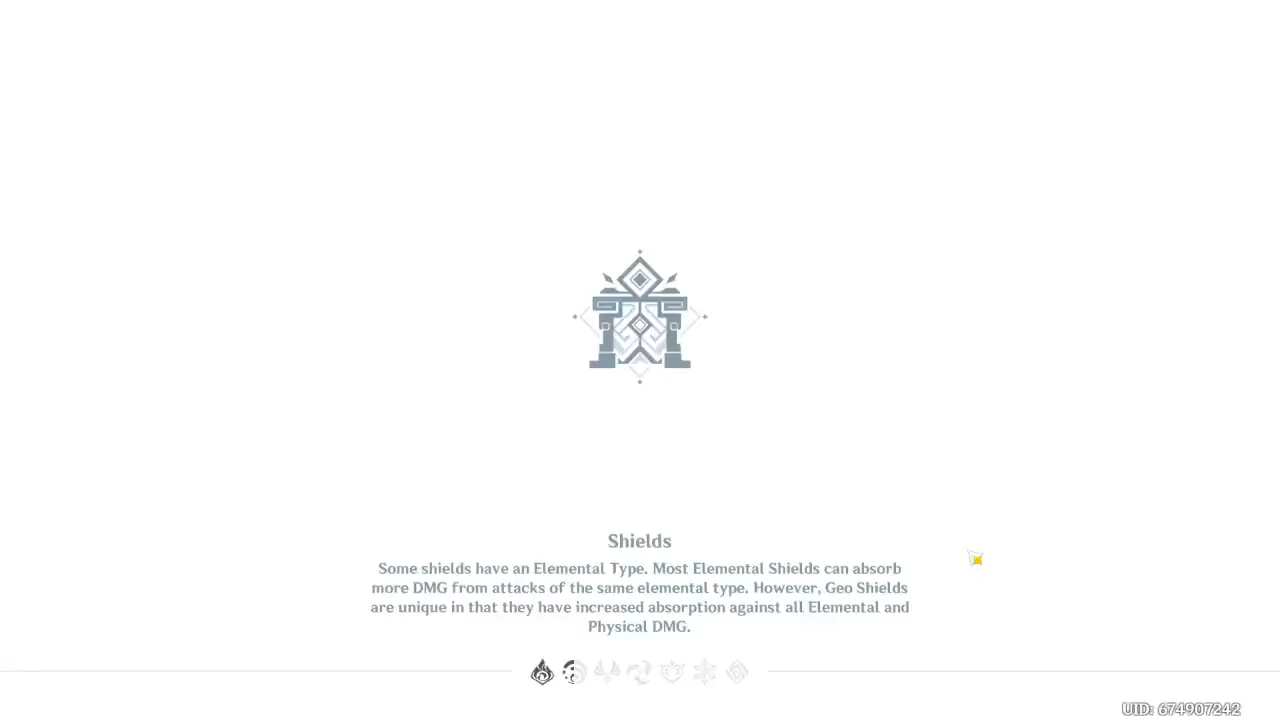 Shields
Some shields have an Elemental Type. Most Elemental Shields can absorb
more DMG from attacks of the same elemental type. However, Geo Shields
are unique in that they have increased absorption against all Elemental and
Physical DMG.
UID: 674907242